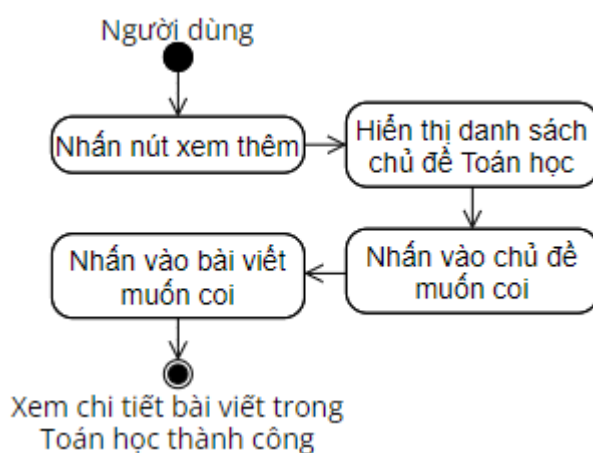 Người dùng
Nhấn nút xem thêm
Hiển thị danh sách
chủ đề Toán học
Nhấn vào chủ đề
muốn coi
Nhấn vào bài viết
muốn coi
Xem chi tiết bài viết trong
Toán học thành công